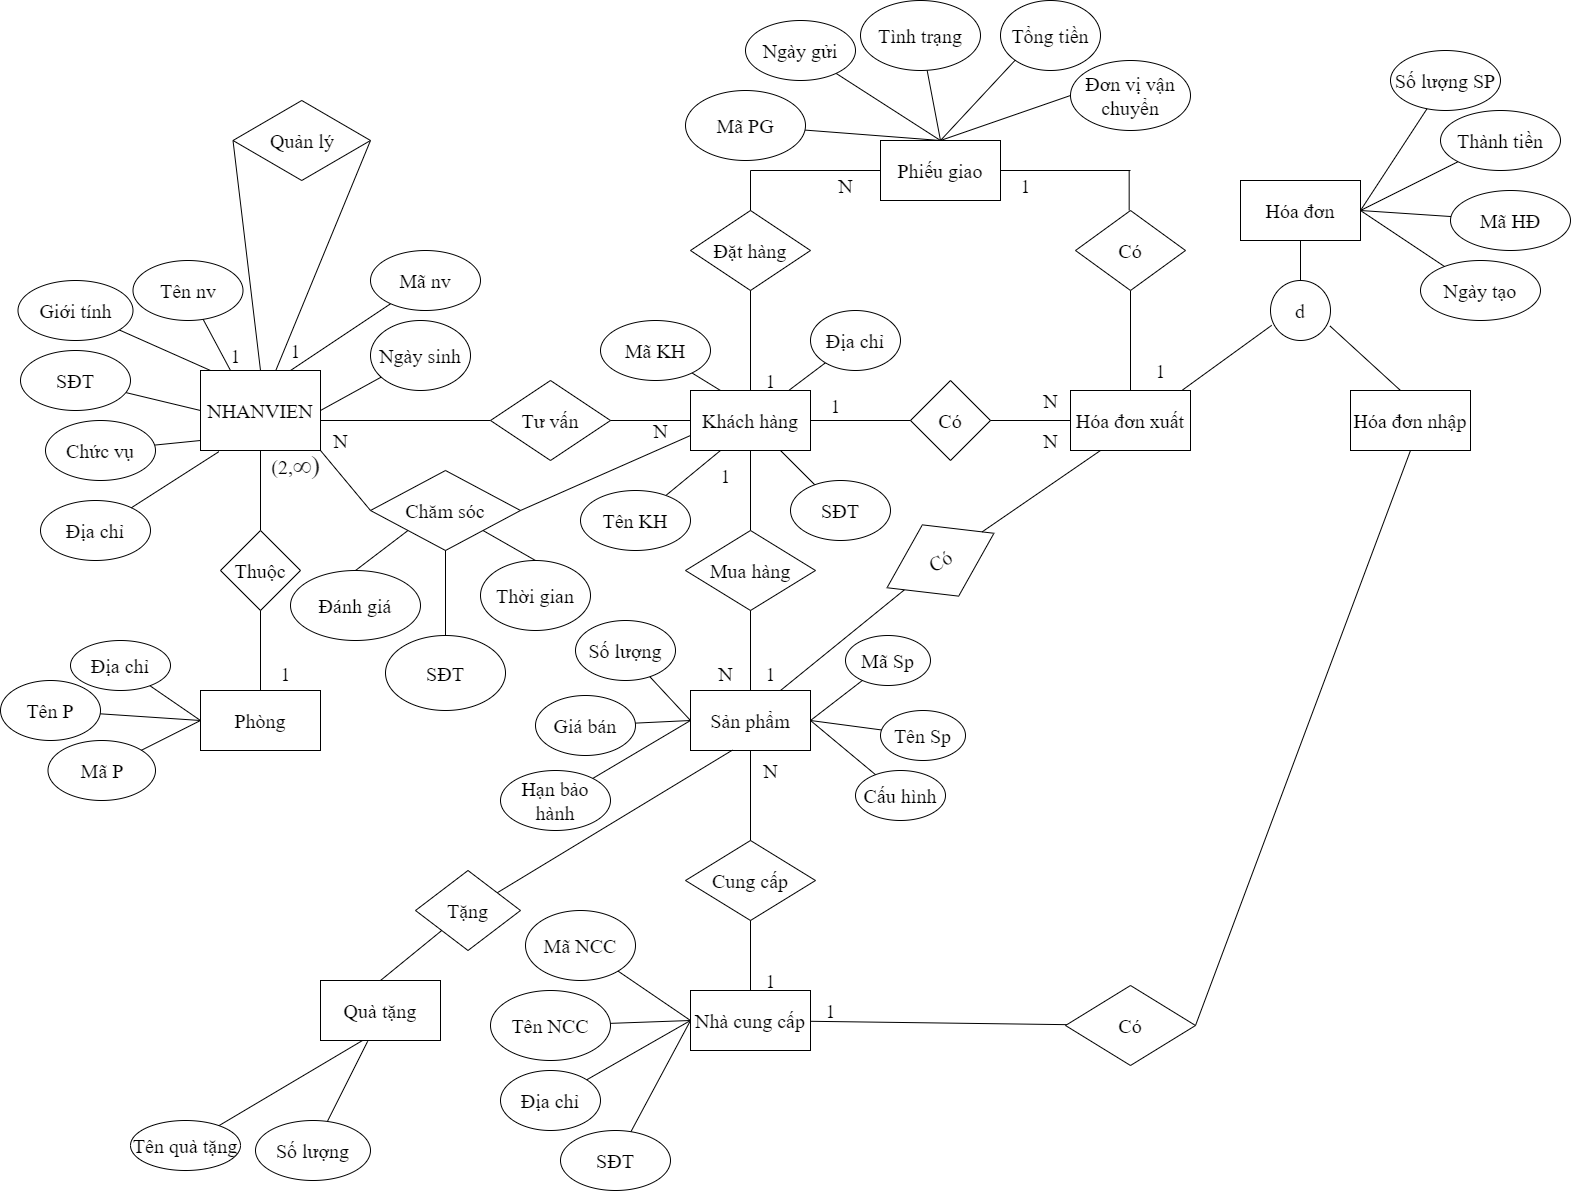 Ngày gửi
Tình trạng
Tổng tiền
Đơn vị vận
chuyển
Mã PG
Phiếu giao
N
1
Số lượng SP
Thành tiền
Mã HĐ
Ngày tạo
Hóa đơn
d
Quản lý
Đặt hàng
Có
Giới tính
Tên nv
Mã nv
Ngày sinh
SĐT
Chức vụ
Địa chỉ
1
1
NHANVIEN
N
(2,∞)
Tư vấn
N
Mã KH
Địa chỉ
1
Khách hàng
1
Có
N
N
1
Hóa đơn xuất
Hóa đơn nhập
Tên KH
1
SĐT
Chăm sóc
Đánh giá
SĐT
Thời gian
Thuộc
Mua hàng
Có
Địa chỉ
Tên P
Mã P
1
Phòng
Số lượng
Giá bán
Hạn bảo
hành
N
1
Sản phẩm
N
Mã Sp
Tên Sp
Cấu hình
Cung cấp
Tặng
Quà tặng
Tên quà tặng
Số lượng
Mã NCC
Tên NCC
Địa chỉ
SĐT
1
Nhà cung cấp
1
Có